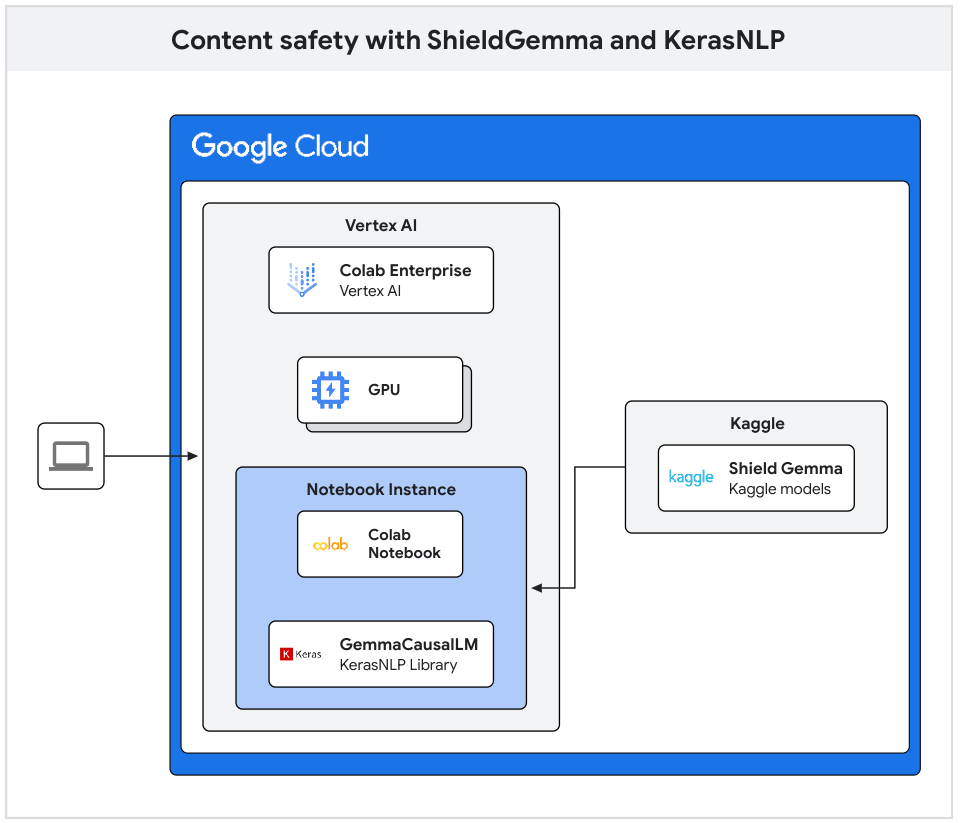 Content safety with ShieldGemma and KerasNLP
Google Cloud
Vertex AI
Colab Enterprise
Vertex AI
GPU
Notebook Instance
colab
Colab
Notebook
K Keras
GemmaCausalLM
KerasNLP Library
Kaggle
kaggle
Shield Gemma
Kaggle models